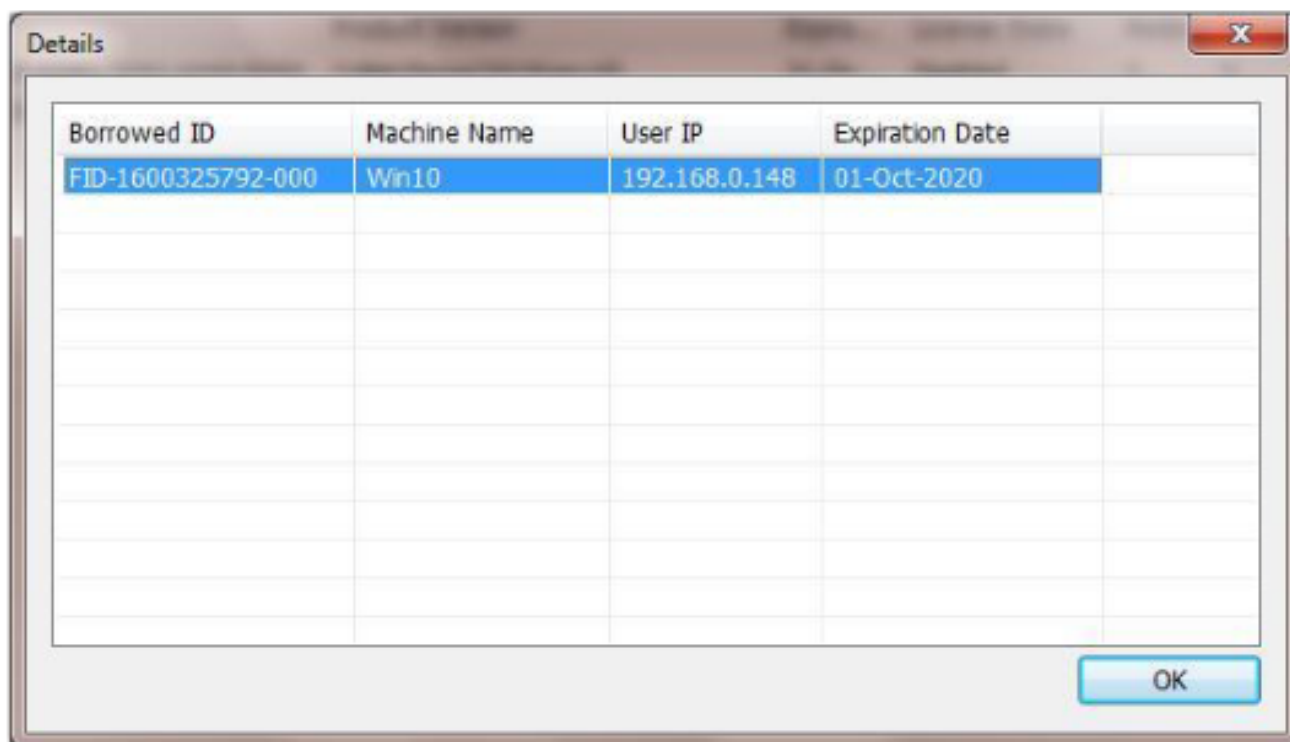 Details
Borrowed ID Machine Name User IP Expiration Date
FID-1600325792-000 Win10 192.168.0.148 01-Oct-2020
OK